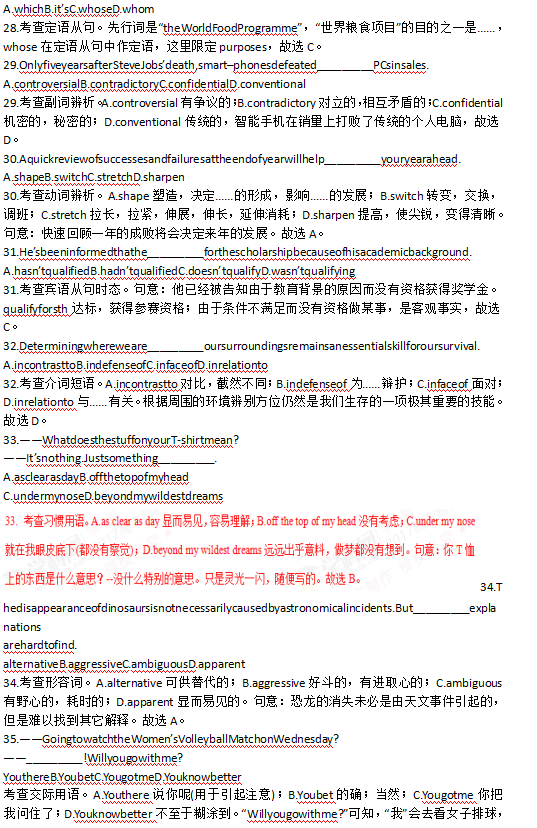 A.whichB.it'sC.whoseD.whom
28.考查定语从句。先行词是“theWorldFoodProgramme”，“世界粮食项目”的目的之一是……，
whose 在定语从句中作定语，这里限定 purposes，故选 C。
29.OnlyfiveyearsafterSteveJobs'death,smart–phonesdefeated__________PCsinsales.
A.controversialB.contradictoryC.confidentialD.conventional
29.考查副词辨析。A.controversial 有争议的；B.contradictory 对立的，相互矛盾的；C.confidential
机密的，秘密的；D.conventional 传统的，智能手机在销量上打败了传统的个人电脑，故选
D。
30.Aquickreviewofsuccessesandfailuresattheendofyearwillhelp__________youryearahead.
A.shapeB.switchC.stretchD.sharpen
30.考查动词辨析。A.shape 塑造，决定……的形成，影响……的发展；B.switch 转变，交换，
调班；C.stretch 拉长，拉紧，伸展，伸长，延伸消耗；D.sharpen 提高，使尖锐，变得清晰。
句意：快速回顾一年的成败将会决定来年的发展。故选 A。
31.He'sbeeninformedthathe__________forthescholarshipbecauseofhisacademicbackground.
A.hasn'tqualifiedB.hadn'tqualifiedC.doesn'tqualifyD.wasn'tqualifying
31.考查宾语从句时态。句意：他已经被告知由于教育背景的原因而没有资格获得奖学金。
qualifyforsth 达标，获得参赛资格；由于条件不满足而没有资格做某事，是客观事实，故选
C。
32.Determiningwhereweare__________oursurroundingsremainsanessentialskillforoursurvival.
A.incontrasttoB.indefenseofC.infaceofD.inrelationto
32.考查介词短语。A.incontrastto 对比，截然不同；B.indefenseof 为……辩护；C.infaceof 面对；
D.inrelationto 与……有关。根据周围的环境辨别方位仍然是我们生存的一项极其重要的技能。
故选 D。
33.——WhatdoesthestuffonyourT-shirtmean?
——It'snothing.Justsomething__________.
A.asclearasdayB.offthetopofmyhead
C.undermynoseD.beyondmywildestdreams
33. 考查习惯用语。A.as clear as day 显而易见，容易理解；B.off the top of my head 没有考虑；C.under my nose
就在我眼皮底下(都没有察觉)；D.beyond my wildest dreams 远远出乎意料，做梦都没有想到。句意：你 T 恤
上的东西是什么意思？--没什么特别的意思。只是灵光一闪，随便写的。故选 B。
34.T
hedisappearanceofdinosaursisnotnecessarilycausedbyastronomicalincidents.But__________expla
nations
arehardtofind.
alternativeB.aggressiveC.ambiguousD.apparent
34.考查形容词。A.alternative 可供替代的；B.aggressive 好斗的，有进取心的；C.ambiguous
有野心的，耗时的；D.apparent 显而易见的。句意：恐龙的消失未必是由天文事件引起的，
但是难以找到其它解释。故选 A。
35.——GoingtowatchtheWomen'sVolleyballMatchonWednesday?
——__________!Willyougowithme?
YouthereB.YoubetC.YougotmeD.Youknowbetter
考查交际用语。A.Youthere 说你呢(用于引起注意)；B.Youbet 的确；当然；C.Yougotme 你把
我问住了；D.Youknowbetter 不至于糊涂到。“Willyougowithme?”可知，“我”会去看女子排球，